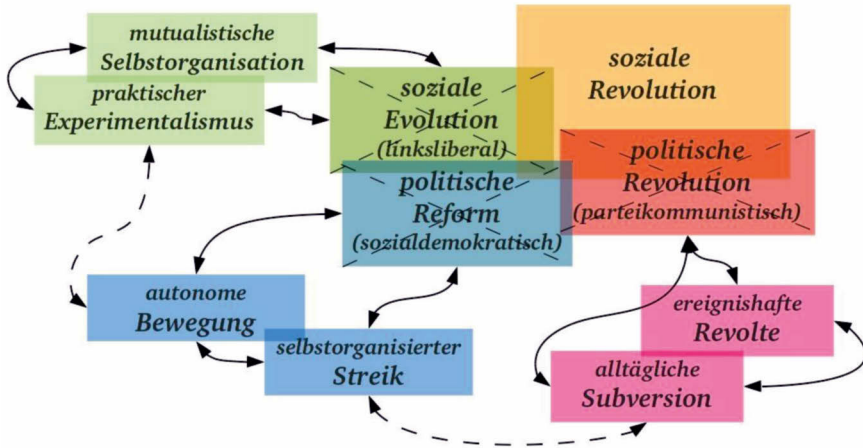 mutualistische
Selbstorganisation
praktischer
Experimentalismus
soziale
Evolution
(linksliberal)
soziale
Revolution
politische
Reform
(sozialdemokratisch)
politische
Revolution
(parteikommunistisch)
autonome
Bewegung
selbstorganisierter
Streik
ereignishafte
Revolte
alltägliche
Subversion